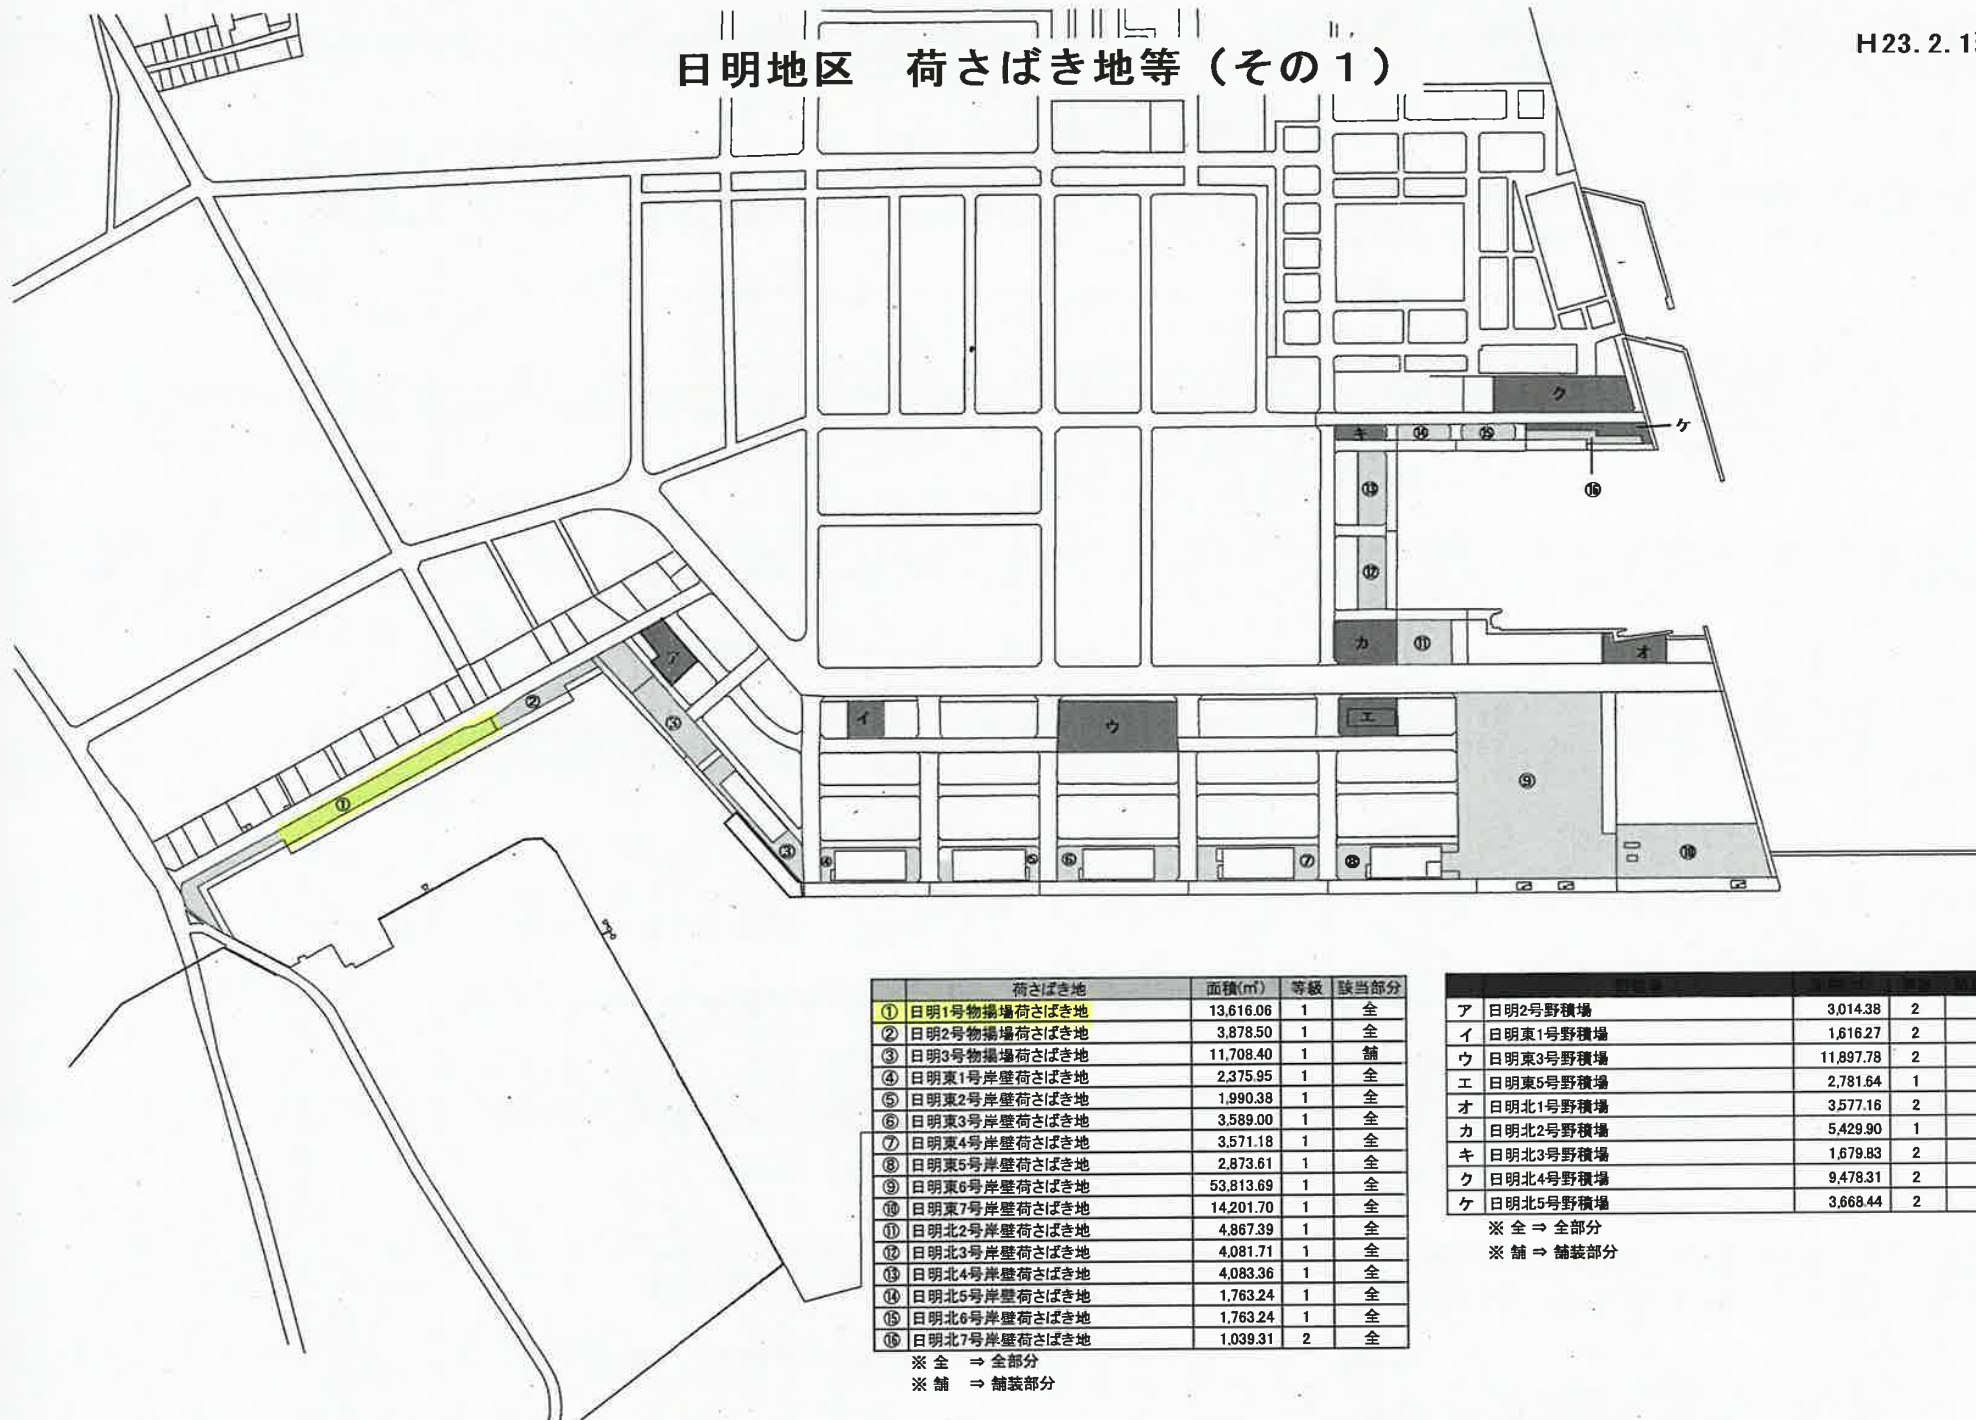 日明地区　荷さばき地等（その１）
H23.2.1
ク
ケ
キ
⑭
⑮
⑯
⑬
⑫
カ
⑪
オ
ア
②
③
イ
ウ
エ
①
⑨
③
④
⑤
⑥
⑦
⑧
⑩
荷さばき地 面積(㎡) 等級 該当部分
① 日明1号物揚場荷さばき地 13,616.06 1 全
② 日明2号物揚場荷さばき地 3,878.50 1 全
③ 日明3号物揚場荷さばき地 11,708.40 1 舗
④ 日明東1号岸壁荷さばき地 2,375.95 1 全
⑤ 日明東2号岸壁荷さばき地 1,990.38 1 全
⑥ 日明東3号岸壁荷さばき地 3,589.00 1 全
⑦ 日明東4号岸壁荷さばき地 3,571.18 1 全
⑧ 日明東5号岸壁荷さばき地 2,873.61 1 全
⑨ 日明東6号岸壁荷さばき地 53,813.69 1 全
⑩ 日明東7号岸壁荷さばき地 14,201.70 1 全
⑪ 日明北2号岸壁荷さばき地 4,867.39 1 全
⑫ 日明北3号岸壁荷さばき地 4,081.71 1 全
⑬ 日明北4号岸壁荷さばき地 4,083.36 1 全
⑭ 日明北5号岸壁荷さばき地 1,763.24 1 全
⑮ 日明北6号岸壁荷さばき地 1,763.24 1 全
⑯ 日明北7号岸壁荷さばき地 1,039.31 2 全
※ 全　⇒ 全部分
※ 舗　⇒ 舗装部分
ア 日明2号野積場 3,014.38 2
イ 日明東1号野積場 1,616.27 2
ウ 日明東3号野積場 11,897.78 2
エ 日明東5号野積場 2,781.64 1
オ 日明北1号野積場 3,577.16 2
カ 日明北2号野積場 5,429.90 1
キ 日明北3号野積場 1,679.83 2
ク 日明北4号野積場 9,478.31 2
ケ 日明北5号野積場 3,668.44 2
※ 全 ⇒ 全部分
※ 舗 ⇒ 舗装部分